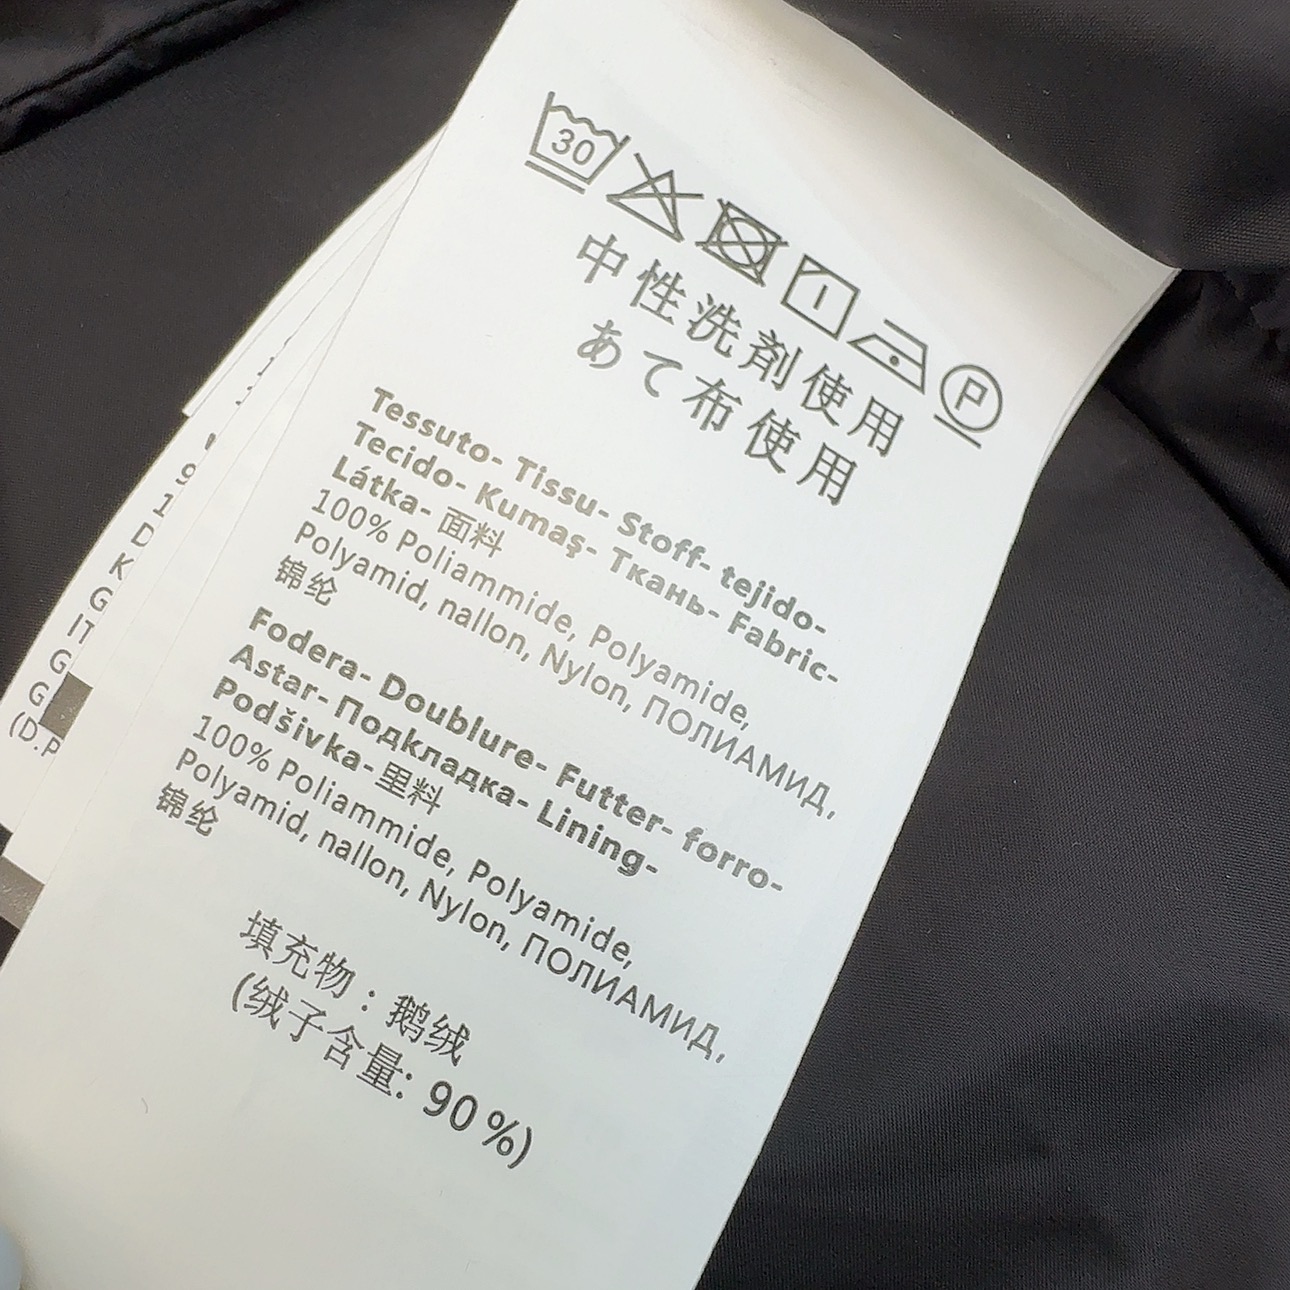 30
P
中性洗剤使用
あて布使用
Tessuto- Tissu- Stoff- tejido-
Tecido- Kumaş- Ткань- Fabric-
Látka- 面料
100% Poliammide, Polyamide,
Polyamid, nallon, Nylon, ПОЛИАМИД,
锦纶
Fodera- Doublure- Futter- forro-
Astar- Подкладка- Lining-
Podšivka- 里料
100% Poliammide, Polyamide,
Polyamid, nallon, Nylon, ПОЛИАМИД,
锦纶
填充物：鹅绒
(绒子含量: 90 %)
9
1
D
K
G
G
G
(D.P